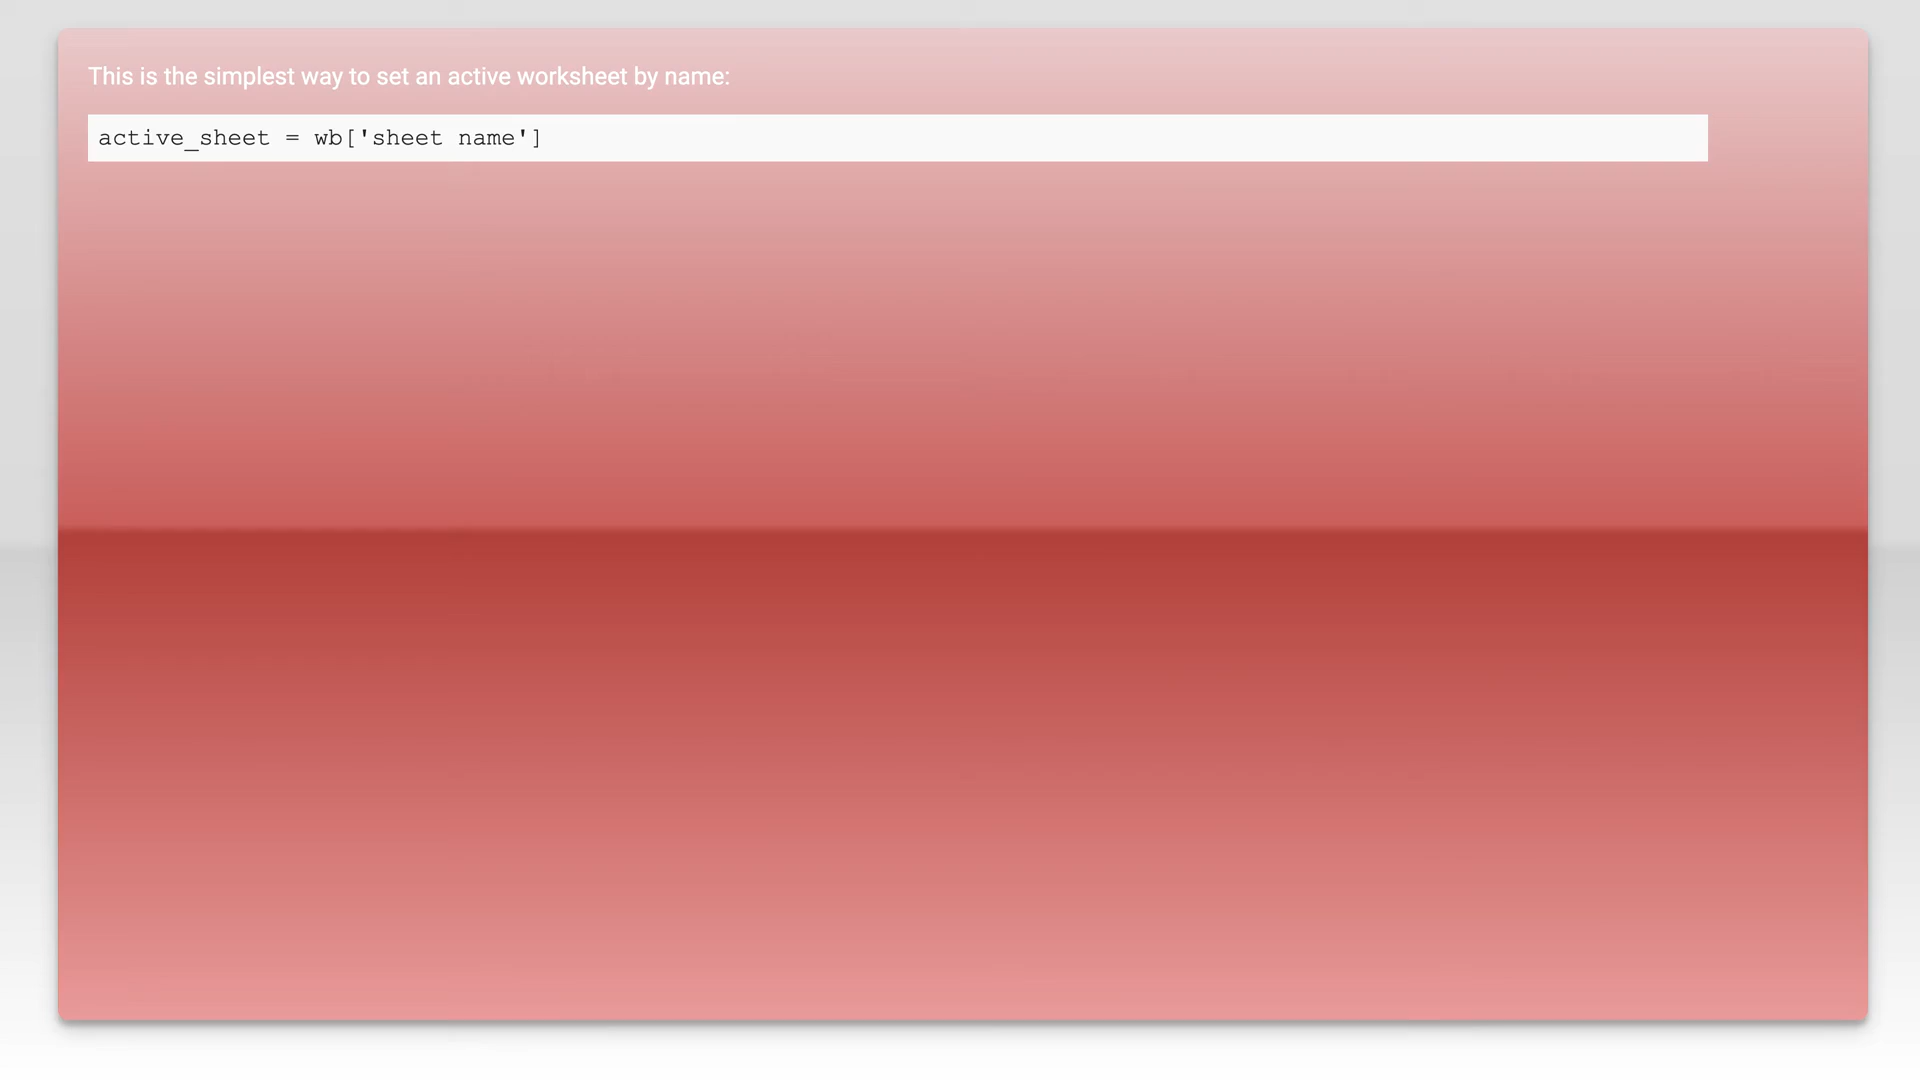 This is the simplest way to set an active worksheet by name:
active_sheet = wb['sheet name']